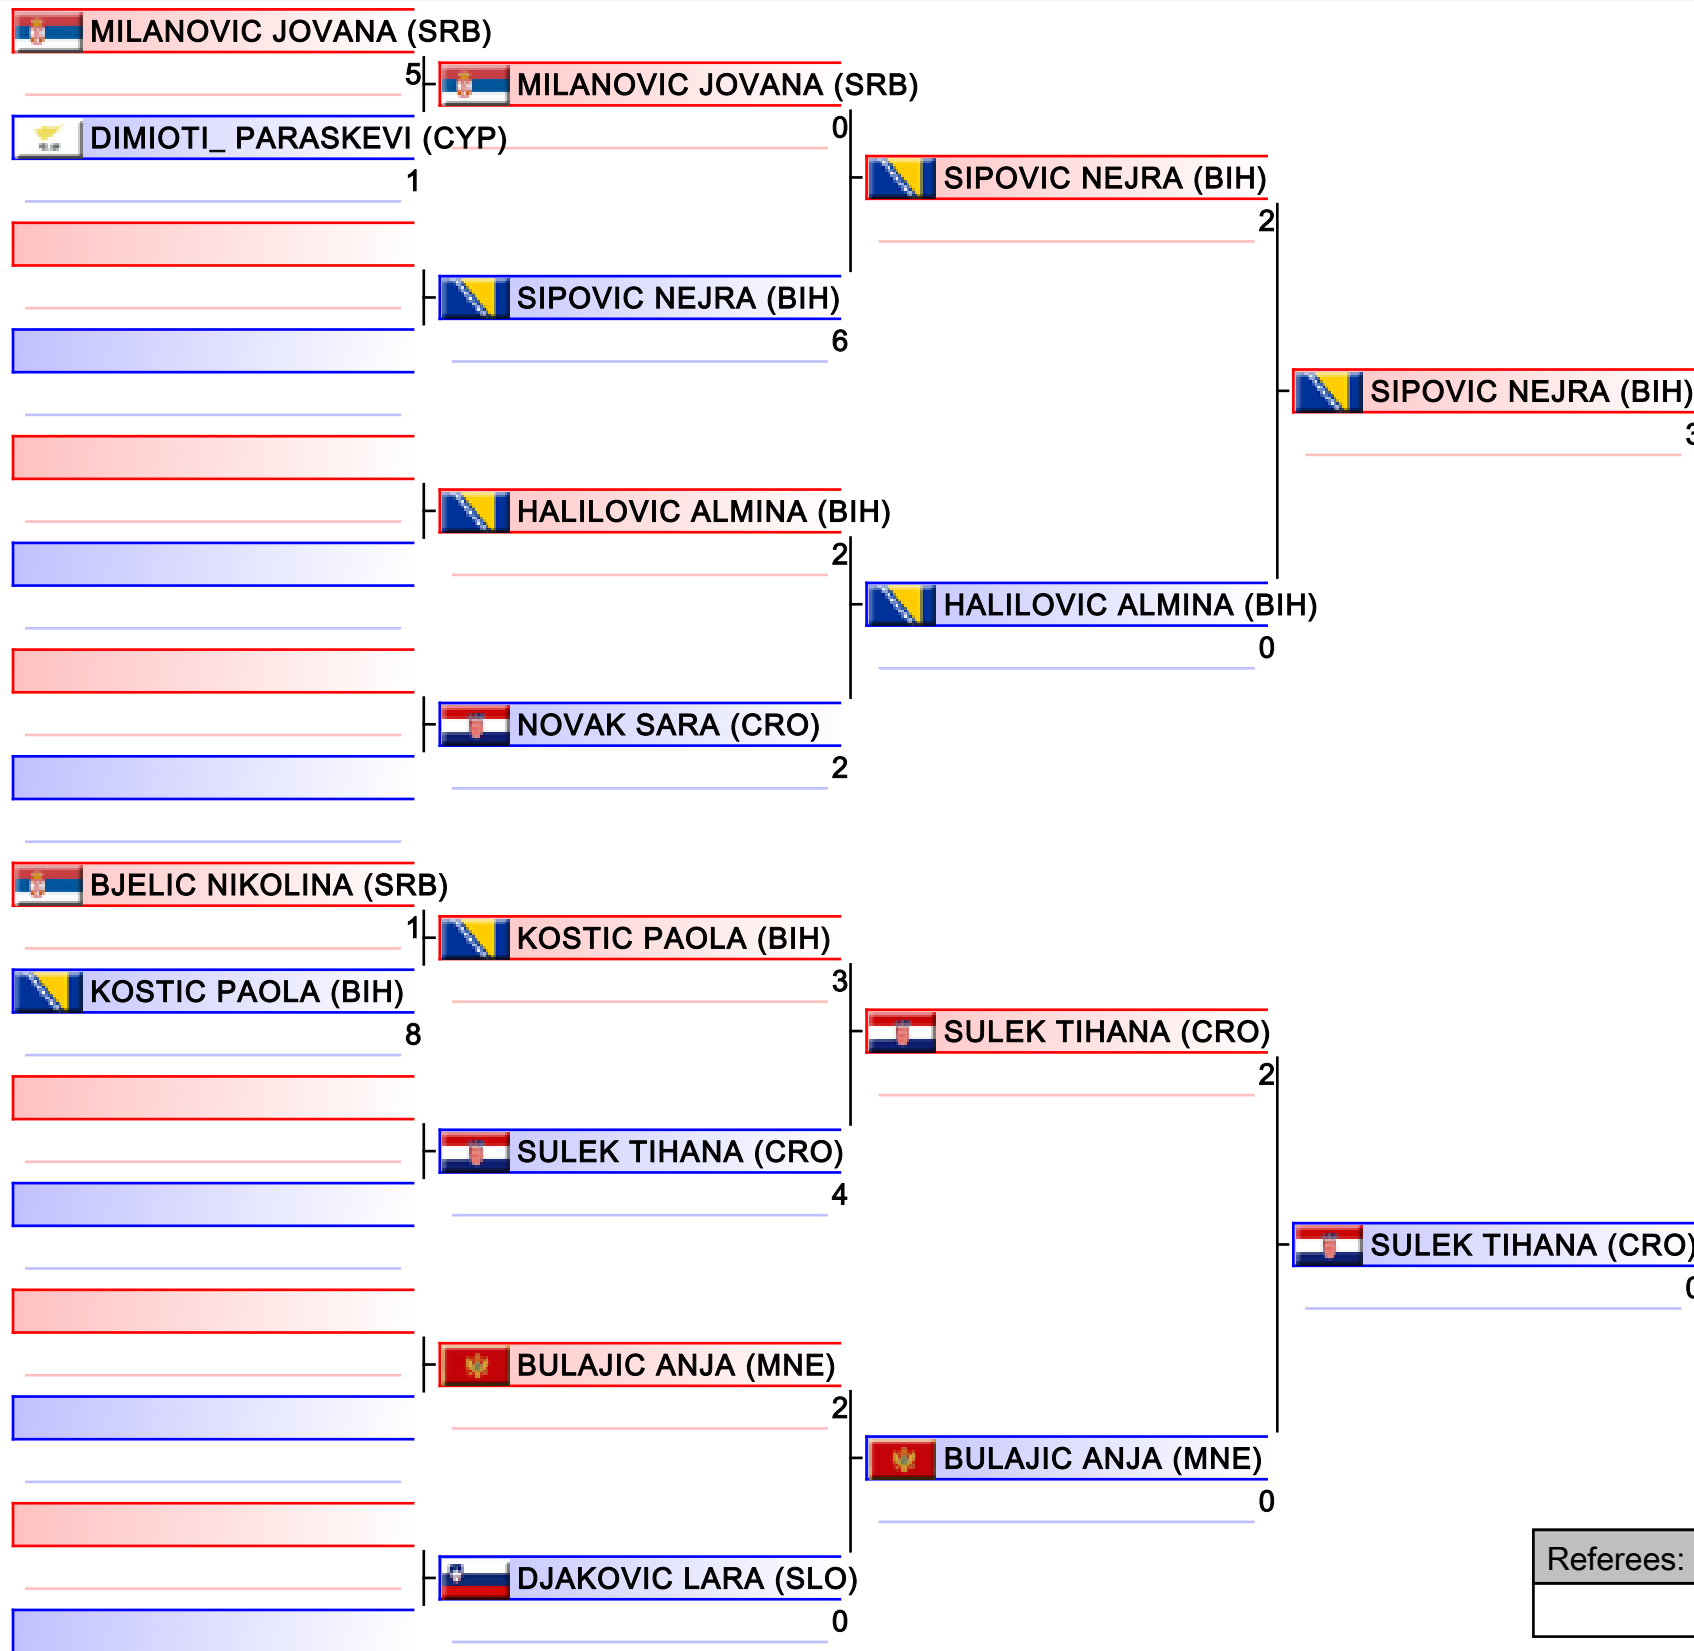 MILANOVIC JOVANA (SRB)
5
MILANOVIC JOVANA (SRB)
0
DIMIOTI_ PARASKEVI (CYP)
1
SIPOVIC NEJRA (BIH)
2
SIPOVIC NEJRA (BIH)
6
SIPOVIC NEJRA (BIH)
3
HALILOVIC ALMINA (BIH)
2
HALILOVIC ALMINA (BIH)
0
NOVAK SARA (CRO)
2
BJELIC NIKOLINA (SRB)
1
KOSTIC PAOLA (BIH)
3
KOSTIC PAOLA (BIH)
8
SULEK TIHANA (CRO)
2
SULEK TIHANA (CRO)
4
SULEK TIHANA (CRO)
0
BULAJIC ANJA (MNE)
2
BULAJIC ANJA (MNE)
0
Referees:
DJAKOVIC LARA (SLO)
0